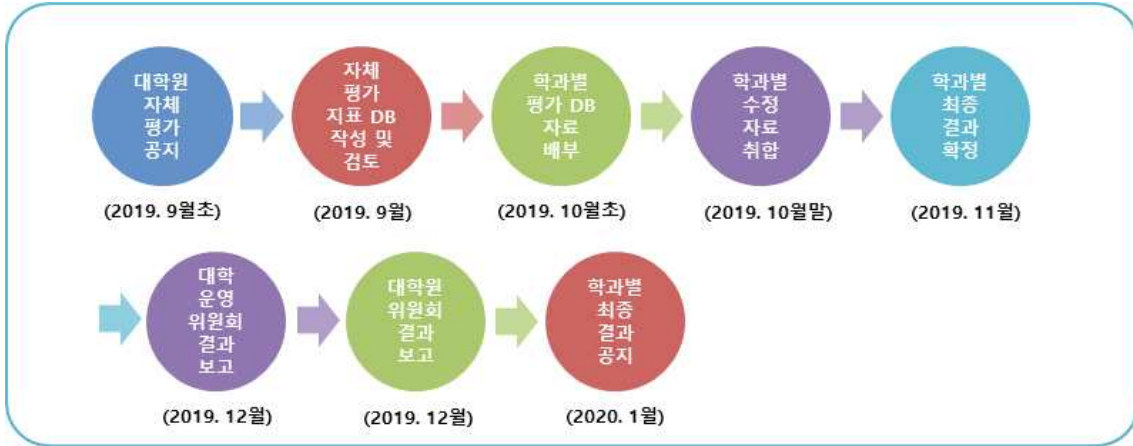 대학원
자체
평가
공지
(2019. 9월초)
자체
평가
지표 DB
작성 및
검토
(2019. 9월)
학과별
평가 DB
자료
배부
(2019. 10월초)
학과별
수정
자료
취합
(2019. 10월말)
학과별
최종
결과
확정
(2019. 11월)
대학
운영
위원회
결과
보고
(2019. 12월)
대학원
위원회
결과
보고
(2019. 12월)
학과별
최종
결과
공지
(2020. 1월)